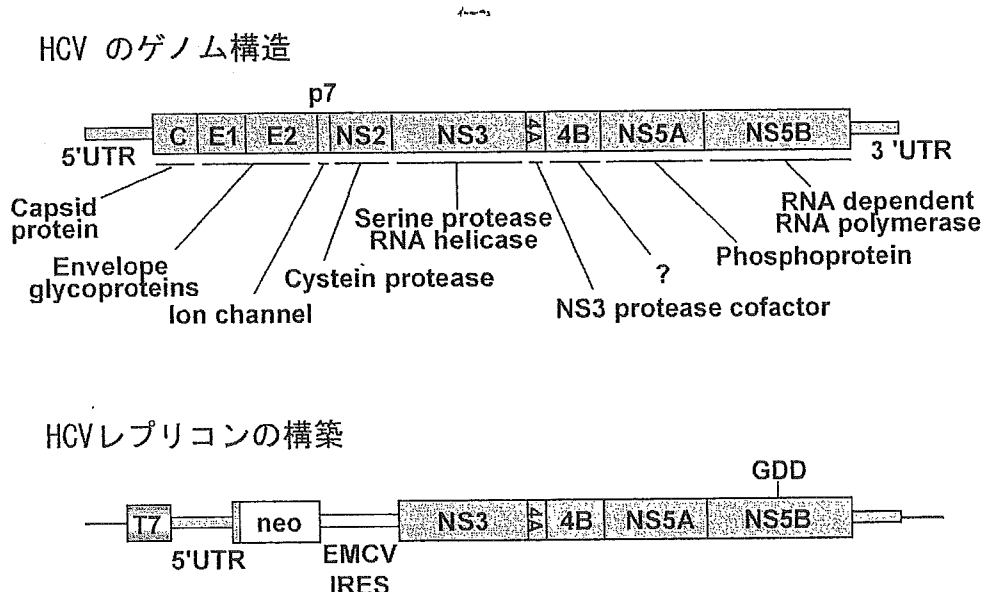 HCV のゲノム構造
p7
C E1 E2 NS2 NS3 4A 4B NS5A NS5B
5'UTR
3 'UTR
Capsid
protein
Envelope
glycoproteins
Ion channel
Cystein protease
Serine protease
RNA helicase
NS3 protease cofactor
?
Phosphoprotein
RNA dependent
RNA polymerase
HCVレプリコンの構築
GDD
T7 neo NS3 4A 4B NS5A NS5B
5'UTR
EMCV
IRES